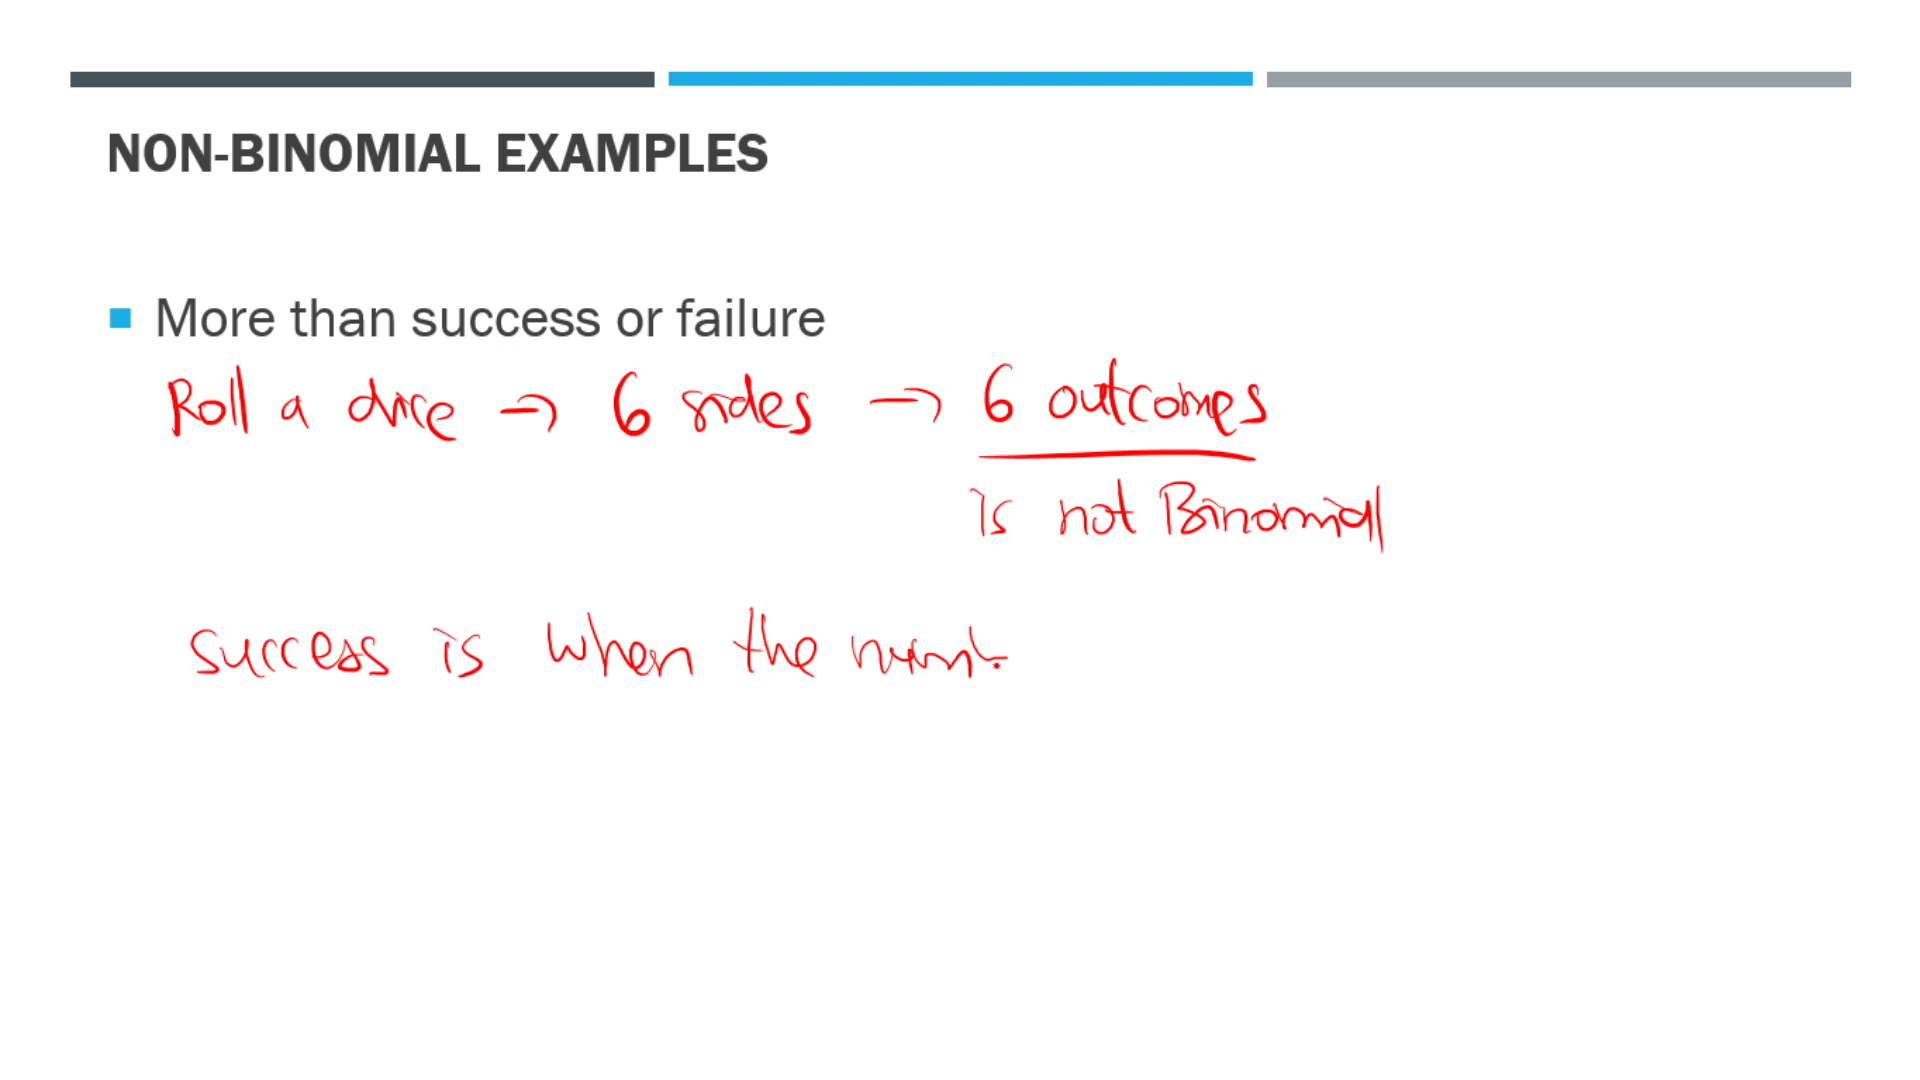 NON-BINOMIAL EXAMPLES
More than success or failure
Roll a dice → 6 sides → 6 outcomes
is not Binomial
success is when the